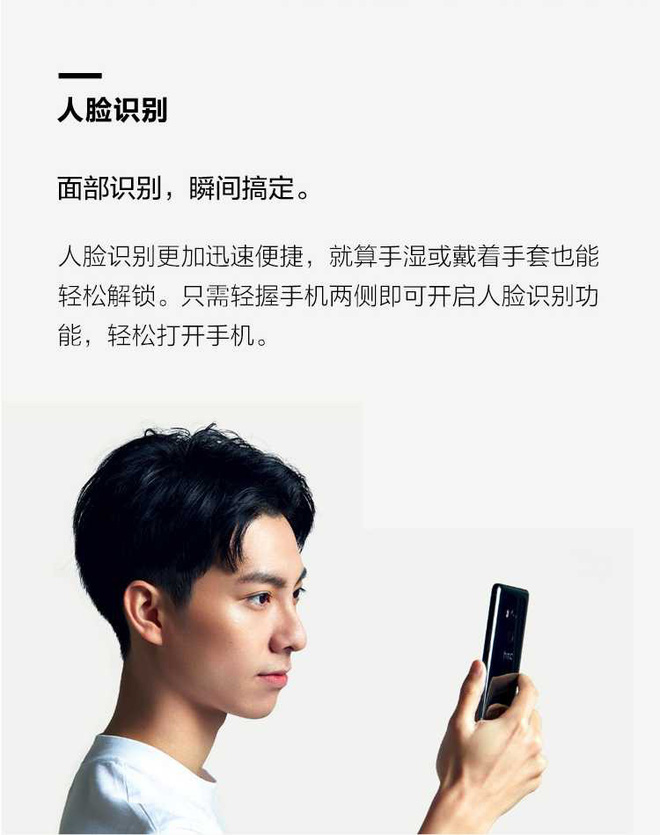 人脸识别
面部识别，瞬间搞定。
人脸识别更加迅速便捷，就算手湿或戴着手套也能
轻松解锁。只需轻握手机两侧即可开启人脸识别功
能，轻松打开手机。